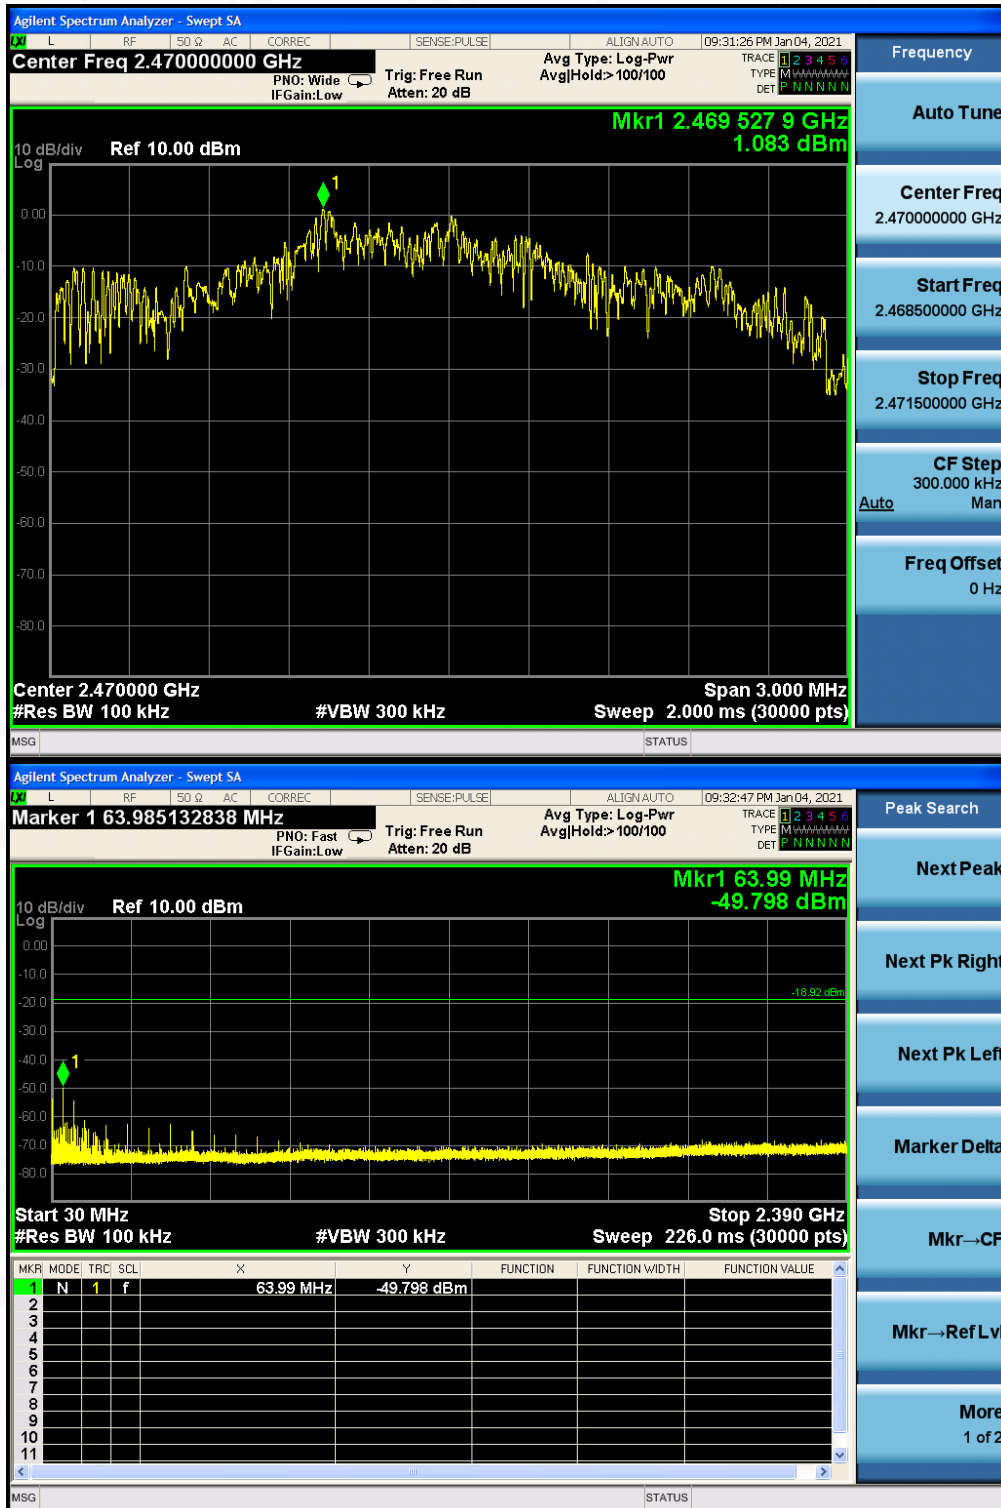 Agilent Spectrum Analyzer - Swept SA
LXI L RF 50 Ω AC CORREC SENSE:PULSE ALIGN AUTO 09:31:26 PM Jan 04, 2021
Center Freq 2.470000000 GHz
PNO: Wide
IFGain:Low
Trig: Free Run
Atten: 20 dB
Avg Type: Log-Pwr
Avg|Hold:> 100/100
TRACE 1 2 3 4 5 6
TYPE M
DET P N N N N N
Mkr1 2.469 527 9 GHz
1.083 dBm
10 dB/div Ref 10.00 dBm
Log
1
0.00
-10.0
-20.0
-30.0
-40.0
-50.0
-60.0
-70.0
-80.0
Center 2.470000 GHz Span 3.000 MHz
#Res BW 100 kHz #VBW 300 kHz Sweep 2.000 ms (30000 pts)
MSG STATUS
Frequency
Auto Tune
Center Freq
2.470000000 GHz
Start Freq
2.468500000 GHz
Stop Freq
2.471500000 GHz
CF Step
300.000 kHz
Auto Man
Freq Offset
0 Hz
Agilent Spectrum Analyzer - Swept SA
LXI L RF 50 Ω AC CORREC SENSE:PULSE ALIGN AUTO 09:32:47 PM Jan 04, 2021
Marker 1 63.985132838 MHz
PNO: Fast
IFGain:Low
Trig: Free Run
Atten: 20 dB
Avg Type: Log-Pwr
Avg|Hold:> 100/100
TRACE 1 2 3 4 5 6
TYPE M
DET P N N N N N
Mkr1 63.99 MHz
-49.798 dBm
10 dB/div Ref 10.00 dBm
Log
0.00
-10.0
-18.92 dBm
-20.0
-30.0
-40.0
1
-50.0
-60.0
-70.0
-80.0
Start 30 MHz Stop 2.390 GHz
#Res BW 100 kHz #VBW 300 kHz Sweep 226.0 ms (30000 pts)
MKR MODE TRC SCL X Y FUNCTION FUNCTION WIDTH FUNCTION VALUE
1 N 1 f 63.99 MHz -49.798 dBm
2
3
4
5
6
7
8
9
10
11
MSG STATUS
Peak Search
Next Peak
Next Pk Right
Next Pk Left
Marker Delta
Mkr→CF
Mkr→Ref Lvl
More
1 of 2